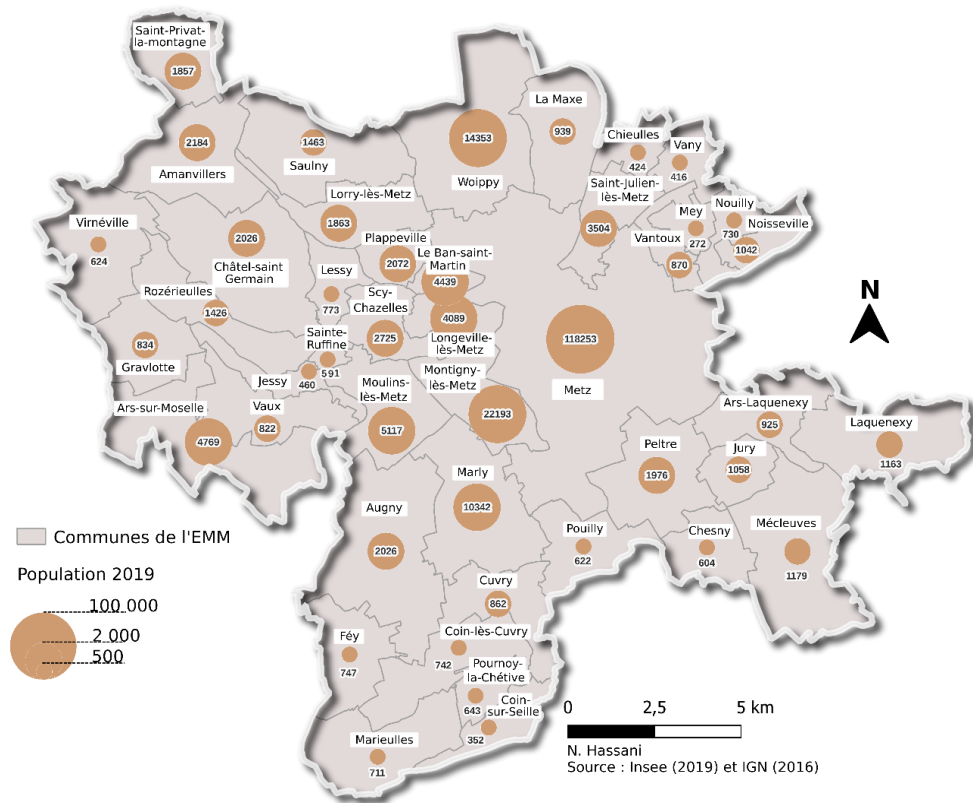 Saint-Privat-
la-montagne
1857
2184
Amanvillers
1463
Saulny
14353
Woippy
La Maxe
939
Chieulles
424
Vany
416
Saint-Julien-
lès-Metz
3504
Mey
272
Nouilly
730
Noisseville
1042
Vantoux
870
Lorry-lès-Metz
1863
Plappeville
2072
Le Ban-saint-
Martin
4439
Virnéville
624
2026
Châtel-saint
Germain
Lessy
773
Rozérieulles
1426
Scy-
Chazelles
2725
4089
Longeville-
lès-Metz
118253
Metz
N
834
Gravlotte
Sainte-
Ruffine
591
Jessy
460
Moulins-
lès-Metz
5117
Montigny-
lès-Metz
22193
Ars-sur-Moselle
4769
Vaux
822
Ars-Laquenexy
925
Laquenexy
1163
Peltre
1976
Jury
1058
Marly
10342
Augny
2026
Pouilly
622
Chesny
604
Mécleuves
1179
Cuvry
862
Féy
747
Coin-lès-Cuvry
742
Pournoy-
la-Chétive
643
Coin-
sur-Seille
352
Marieulles
711
Communes de l'EMM
Population 2019
100 000
2 000
500
0 2,5 5 km
N. Hassani
Source : Insee (2019) et IGN (2016)